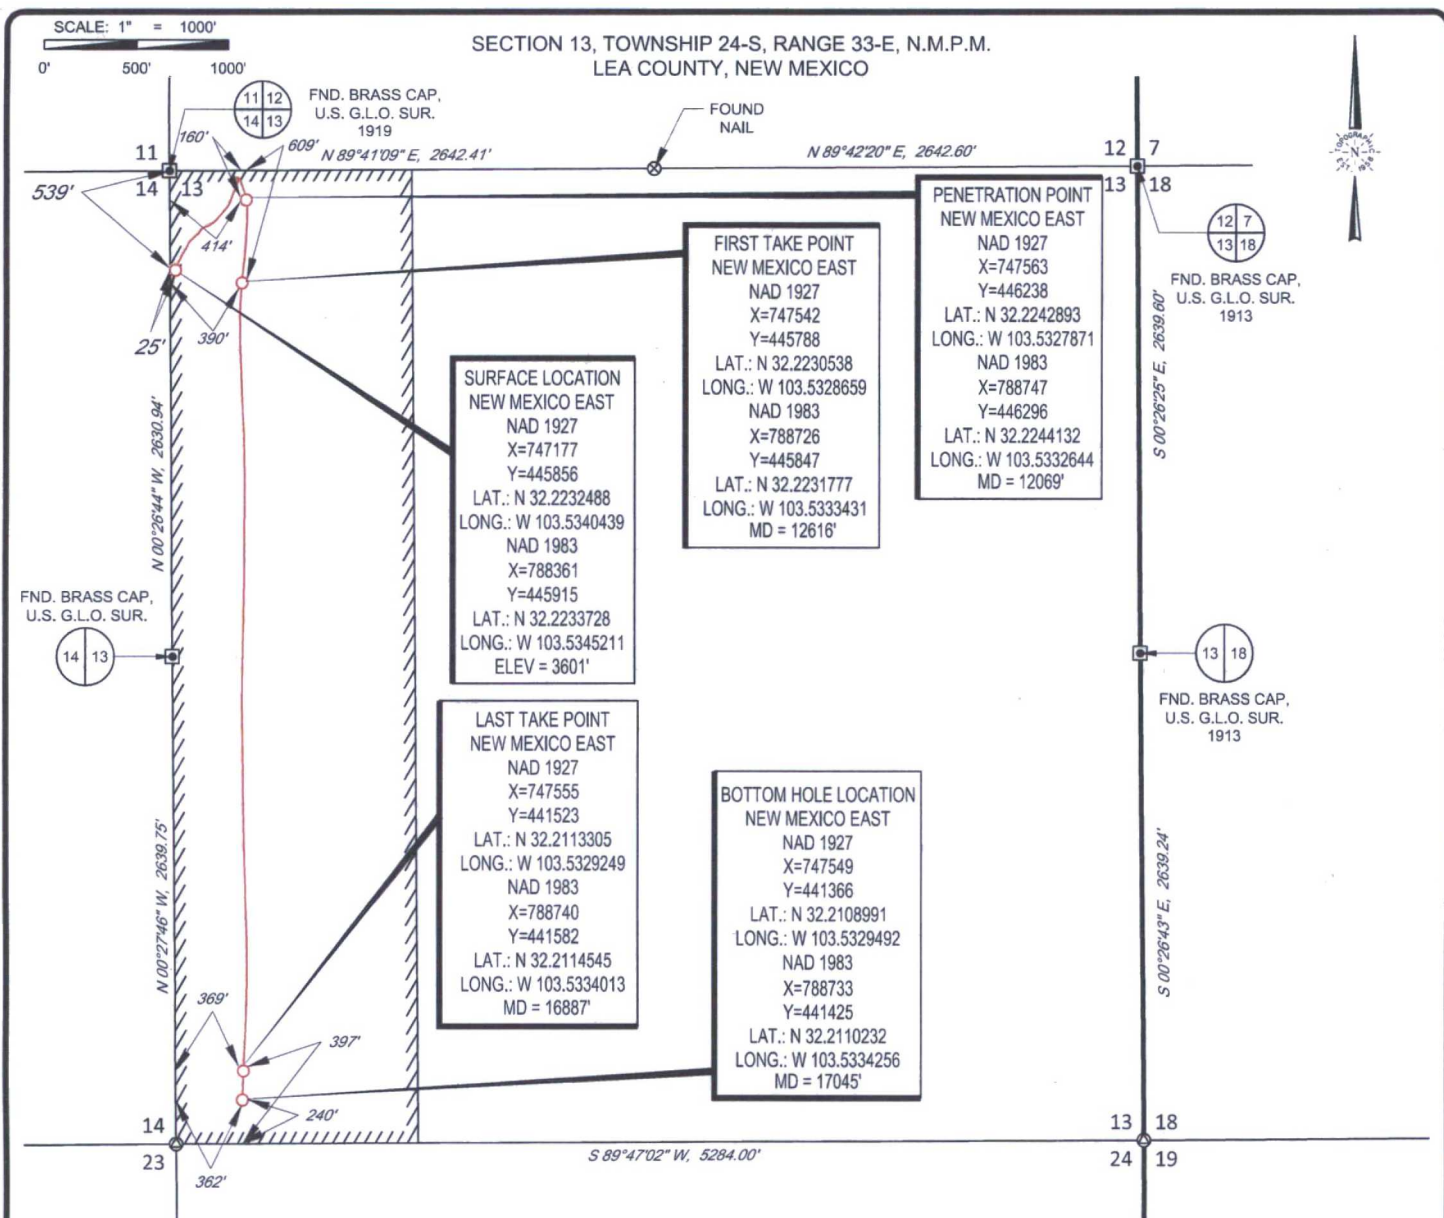 SCALE: 1" = 1000'
0' 500' 1000'
SECTION 13, TOWNSHIP 24-S, RANGE 33-E, N.M.P.M.
LEA COUNTY, NEW MEXICO
11 12
14 13
FND. BRASS CAP,
U.S. G.L.O. SUR.
1919
160'
609'
N 89°41'09" E, 2642.41'
FOUND
NAIL
N 89°42'20" E, 2642.60'
11
14 13
12 7
13 18
539'
414'
25'
390'
12 7
13 18
FND. BRASS CAP,
U.S. G.L.O. SUR.
1913
N
PENETRATION POINT
NEW MEXICO EAST
NAD 1927
X=747563
Y=446238
LAT.: N 32.2242893
LONG.: W 103.5327871
NAD 1983
X=788747
Y=446296
LAT.: N 32.2244132
LONG.: W 103.5332644
MD = 12069'
FIRST TAKE POINT
NEW MEXICO EAST
NAD 1927
X=747542
Y=445788
LAT.: N 32.2230538
LONG.: W 103.5328659
NAD 1983
X=788726
Y=445847
LAT.: N 32.2231777
LONG.: W 103.5333431
MD = 12616'
SURFACE LOCATION
NEW MEXICO EAST
NAD 1927
X=747177
Y=445856
LAT.: N 32.2232488
LONG.: W 103.5340439
NAD 1983
X=788361
Y=445915
LAT.: N 32.2233728
LONG.: W 103.5345211
ELEV = 3601'
N 00°26'44" W, 2630.94'
S 00°26'25" E, 2639.60'
FND. BRASS CAP,
U.S. G.L.O. SUR.
14 13
13 18
FND. BRASS CAP,
U.S. G.L.O. SUR.
1913
LAST TAKE POINT
NEW MEXICO EAST
NAD 1927
X=747555
Y=441523
LAT.: N 32.2113305
LONG.: W 103.5329249
NAD 1983
X=788740
Y=441582
LAT.: N 32.2114545
LONG.: W 103.5334013
MD = 16887'
BOTTOM HOLE LOCATION
NEW MEXICO EAST
NAD 1927
X=747549
Y=441366
LAT.: N 32.2108991
LONG.: W 103.5329492
NAD 1983
X=788733
Y=441425
LAT.: N 32.2110232
LONG.: W 103.5334256
MD = 17045'
N 00°27'46" W, 2639.75'
S 00°26'43" E, 2639.24'
369'
397'
240'
362'
14
23
13 18
24 19
S 89°47'02" W, 5284.00'